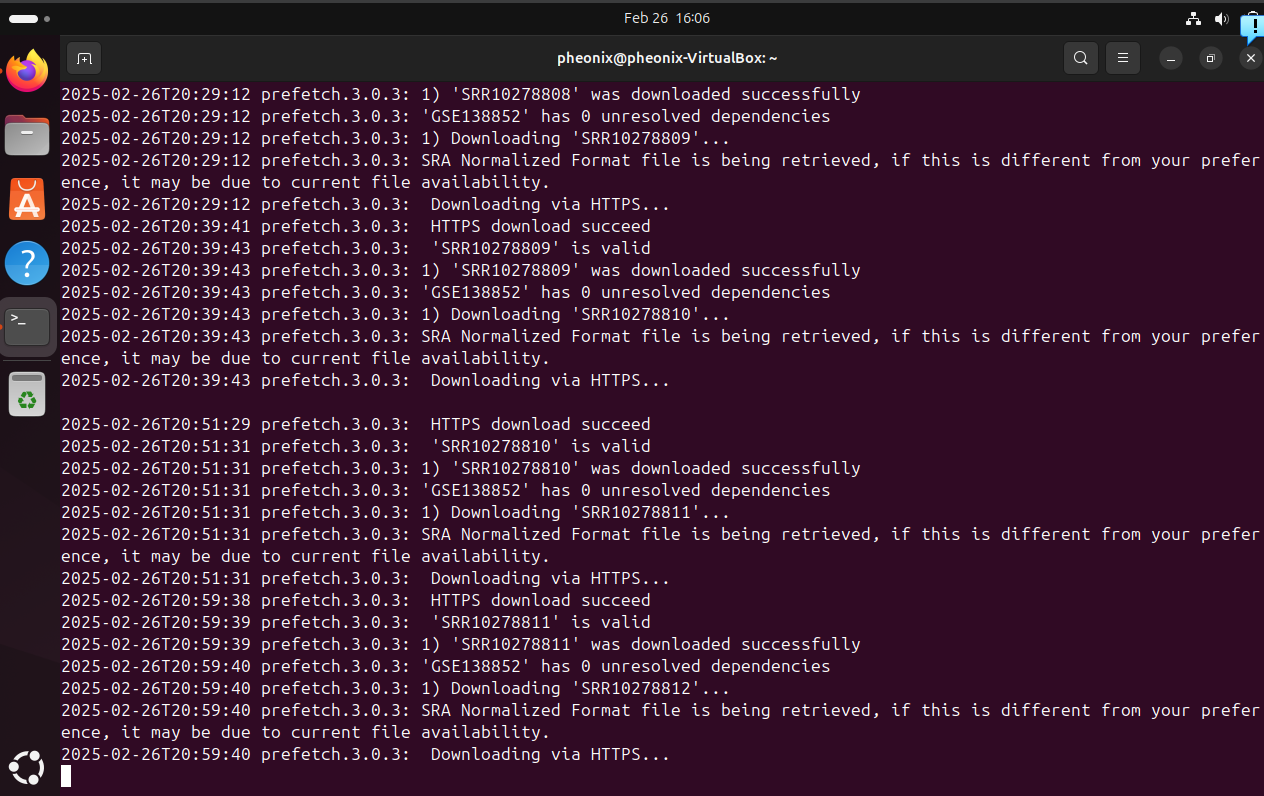 Feb 26 16:06
pheonix@pheonix-VirtualBox: ~
2025-02-26T20:29:12 prefetch.3.0.3: 1) 'SRR10278808' was downloaded successfully
2025-02-26T20:29:12 prefetch.3.0.3: 'GSE138852' has 0 unresolved dependencies
2025-02-26T20:29:12 prefetch.3.0.3: 1) Downloading 'SRR10278809'...
2025-02-26T20:29:12 prefetch.3.0.3: SRA Normalized Format file is being retrieved, if this is different from your prefer
ence, it may be due to current file availability.
2025-02-26T20:29:12 prefetch.3.0.3:  Downloading via HTTPS...
2025-02-26T20:39:41 prefetch.3.0.3:  HTTPS download succeed
2025-02-26T20:39:43 prefetch.3.0.3:  'SRR10278809' is valid
2025-02-26T20:39:43 prefetch.3.0.3: 1) 'SRR10278809' was downloaded successfully
2025-02-26T20:39:43 prefetch.3.0.3: 'GSE138852' has 0 unresolved dependencies
2025-02-26T20:39:43 prefetch.3.0.3: 1) Downloading 'SRR10278810'...
2025-02-26T20:39:43 prefetch.3.0.3: SRA Normalized Format file is being retrieved, if this is different from your prefer
ence, it may be due to current file availability.
2025-02-26T20:39:43 prefetch.3.0.3:  Downloading via HTTPS...
2025-02-26T20:51:29 prefetch.3.0.3:  HTTPS download succeed
2025-02-26T20:51:31 prefetch.3.0.3:  'SRR10278810' is valid
2025-02-26T20:51:31 prefetch.3.0.3: 1) 'SRR10278810' was downloaded successfully
2025-02-26T20:51:31 prefetch.3.0.3: 'GSE138852' has 0 unresolved dependencies
2025-02-26T20:51:31 prefetch.3.0.3: 1) Downloading 'SRR10278811'...
2025-02-26T20:51:31 prefetch.3.0.3: SRA Normalized Format file is being retrieved, if this is different from your prefer
ence, it may be due to current file availability.
2025-02-26T20:51:31 prefetch.3.0.3:  Downloading via HTTPS...
2025-02-26T20:59:38 prefetch.3.0.3:  HTTPS download succeed
2025-02-26T20:59:39 prefetch.3.0.3:  'SRR10278811' is valid
2025-02-26T20:59:39 prefetch.3.0.3: 1) 'SRR10278811' was downloaded successfully
2025-02-26T20:59:40 prefetch.3.0.3: 'GSE138852' has 0 unresolved dependencies
2025-02-26T20:59:40 prefetch.3.0.3: 1) Downloading 'SRR10278812'...
2025-02-26T20:59:40 prefetch.3.0.3: SRA Normalized Format file is being retrieved, if this is different from your prefer
ence, it may be due to current file availability.
2025-02-26T20:59:40 prefetch.3.0.3:  Downloading via HTTPS...